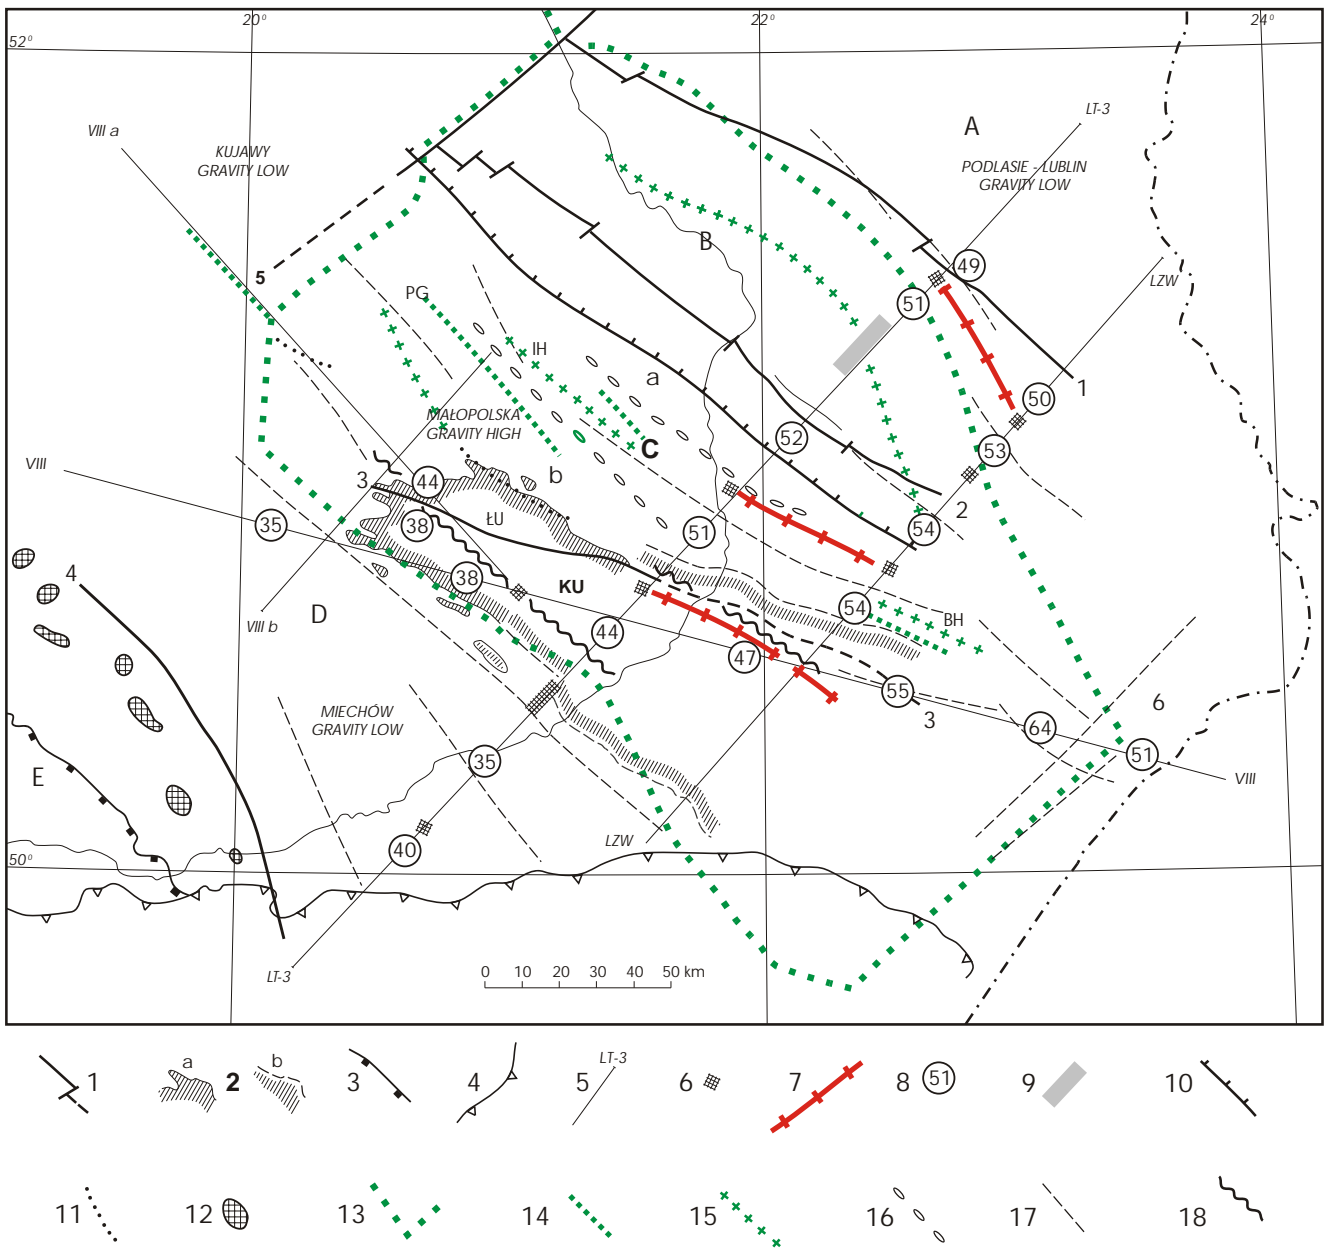 20°
22°
24°
52°
VIII a
LT-3
A
KUJAWY
GRAVITY LOW
PODLASIE - LUBLIN
GRAVITY LOW
B
49
LZW
5
PG
51
IH
a
1
50
MAŁOPOLSKA
GRAVITY HIGH
52
C
53
VIII
3
44
b
2
35
38
ŁU
51
54
4
38
KU
D
54
VIII b
44
BH
47
55
6
MIECHÓW
GRAVITY LOW
3
64
51
E
35
VIII
LZW
50°
40
LT-3
0 10 20 30 40 50 km
a b LT-3
1 2 3 4 5 6 7 8 51 9 10
11 12 13 14 15 16 17 18